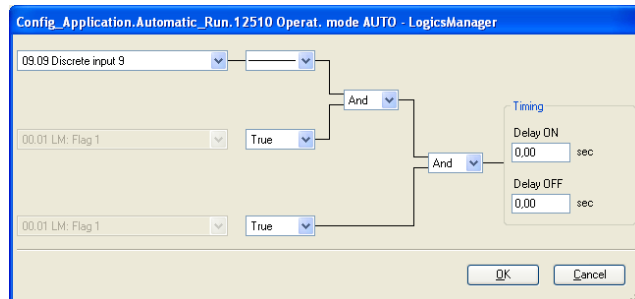 Config_Application.Automatic_Run.12510 Operat. mode AUTO - LogicsManager
09.09 Discrete input 9
And
Timing
Delay ON
00.01 LM: Flag 1
True
0,00 sec
And
Delay OFF
0,00 sec
00.01 LM: Flag 1
True
OK
Cancel